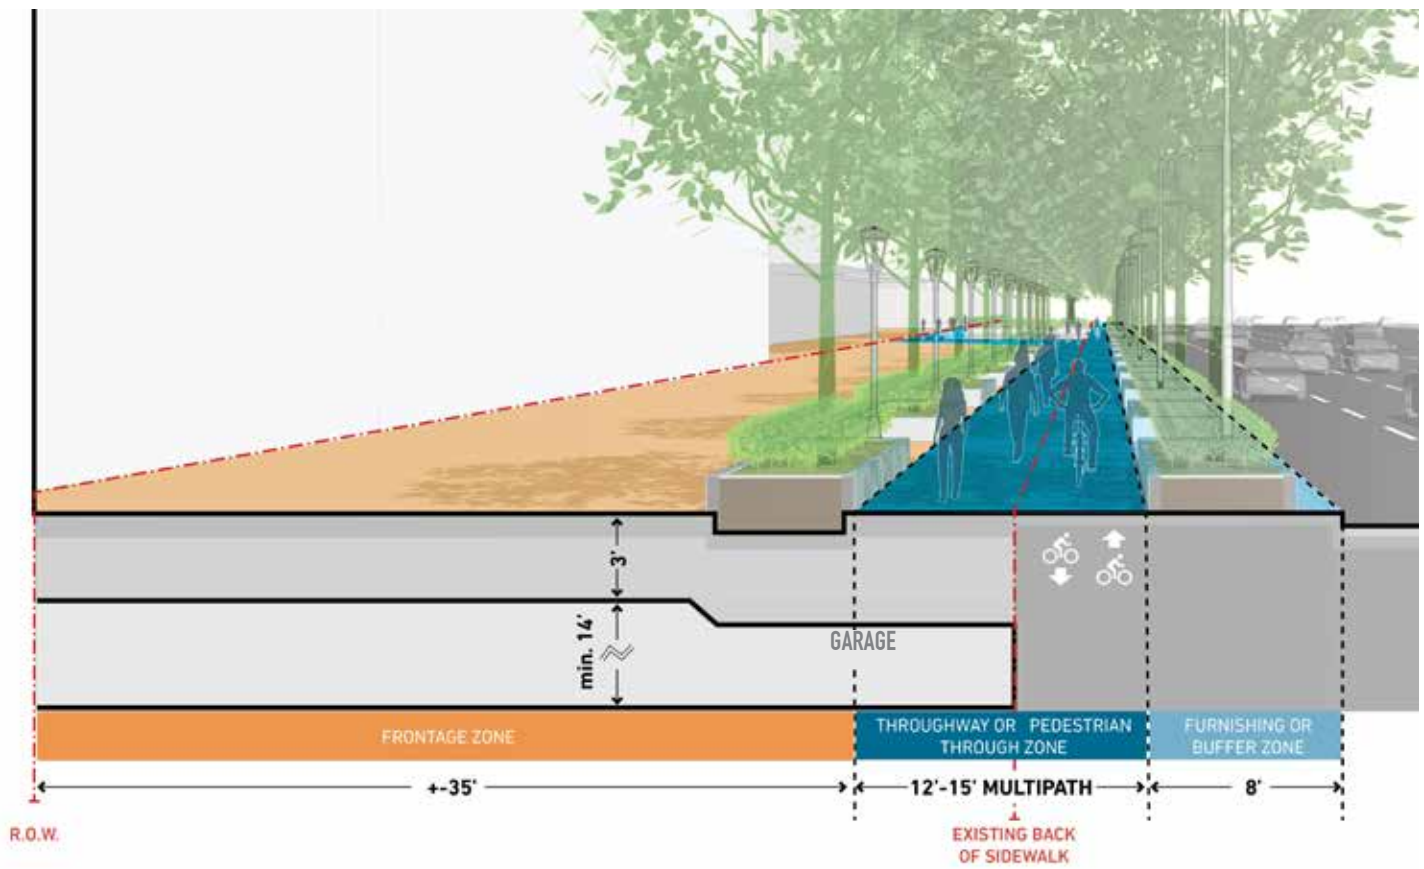 3'
min. 14'
GARAGE
FRONTAGE ZONE
THROUGHWAY OR PEDESTRIAN
THROUGH ZONE
FURNISHING OR
BUFFER ZONE
+-35'
12'-15' MULTIPATH
8'
R.O.W.
EXISTING BACK
OF SIDEWALK